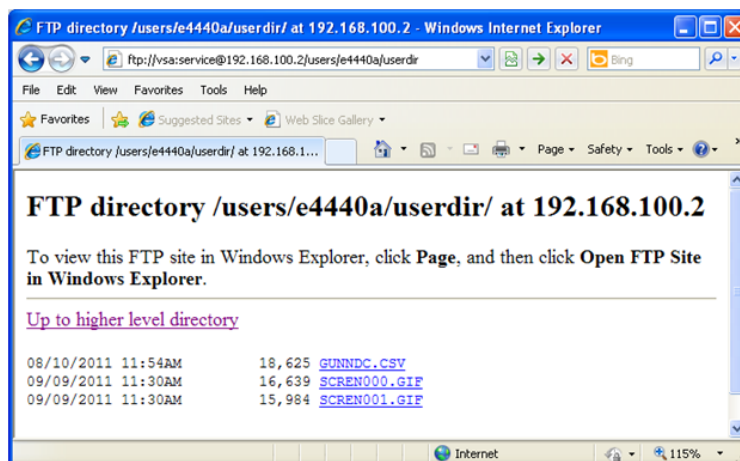 FTP directory /users/e4440a/userdir/ at 192.168.100.2 - Windows Internet Explorer
ftp://vsa:service@192.168.100.2/users/e4440a/userdir
Bing
File Edit View Favorites Tools Help
Favorites Suggested Sites Web Slice Gallery
FTP directory /users/e4440a/userdir/ at 192.168.1... Page Safety Tools
FTP directory /users/e4440a/userdir/ at 192.168.100.2
To view this FTP site in Windows Explorer, click Page, and then click Open FTP Site
in Windows Explorer.
Up to higher level directory
08/10/2011 11:54AM 18,625 GUNNDC.CSV
09/09/2011 11:30AM 16,639 SCREN000.GIF
09/09/2011 11:30AM 15,984 SCREN001.GIF
Internet 115%